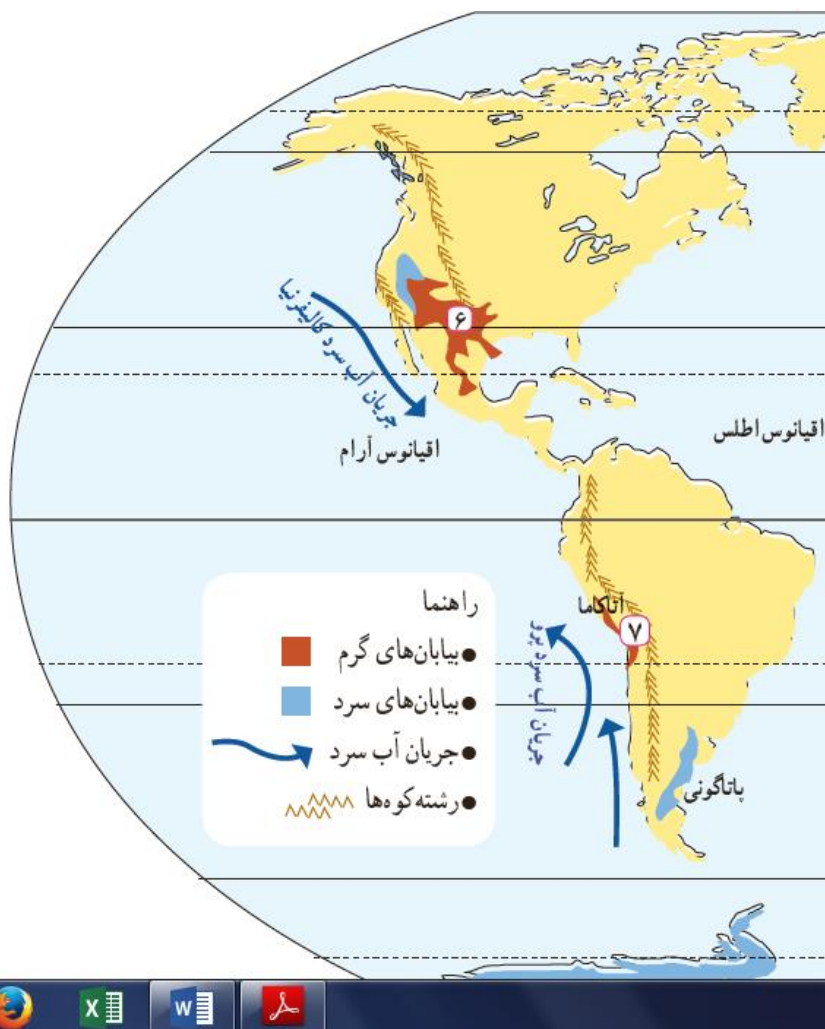 ۶
جریان آب سرد کالیفرنیا
اقیانوس آرام
اقیانوس اطلس
آتاکاما
۷
جریان آب سرد پرو
پاتاگونی
راهنما
●بیابان‌های گرم
●بیابان‌های سرد
●جریان آب سرد
●رشته‌کوه‌ها
X
W